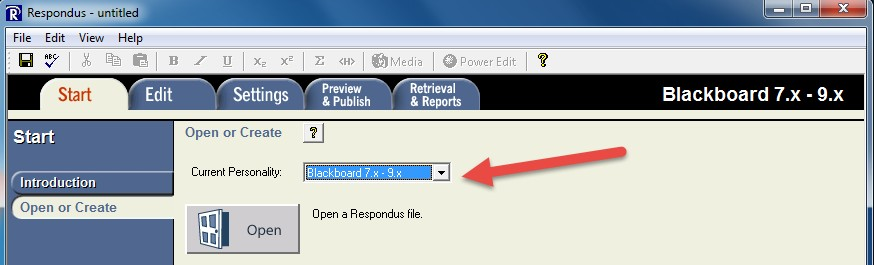 Respondus - untitled
File Edit View Help
ABC B I U x₂ x² Σ <H> Media Power Edit ?
Start Edit Settings Preview & Publish Retrieval & Reports Blackboard 7.x - 9.x
Start
Open or Create ?
Current Personality: Blackboard 7.x - 9.x
Introduction
Open or Create
Open Open a Respondus file.